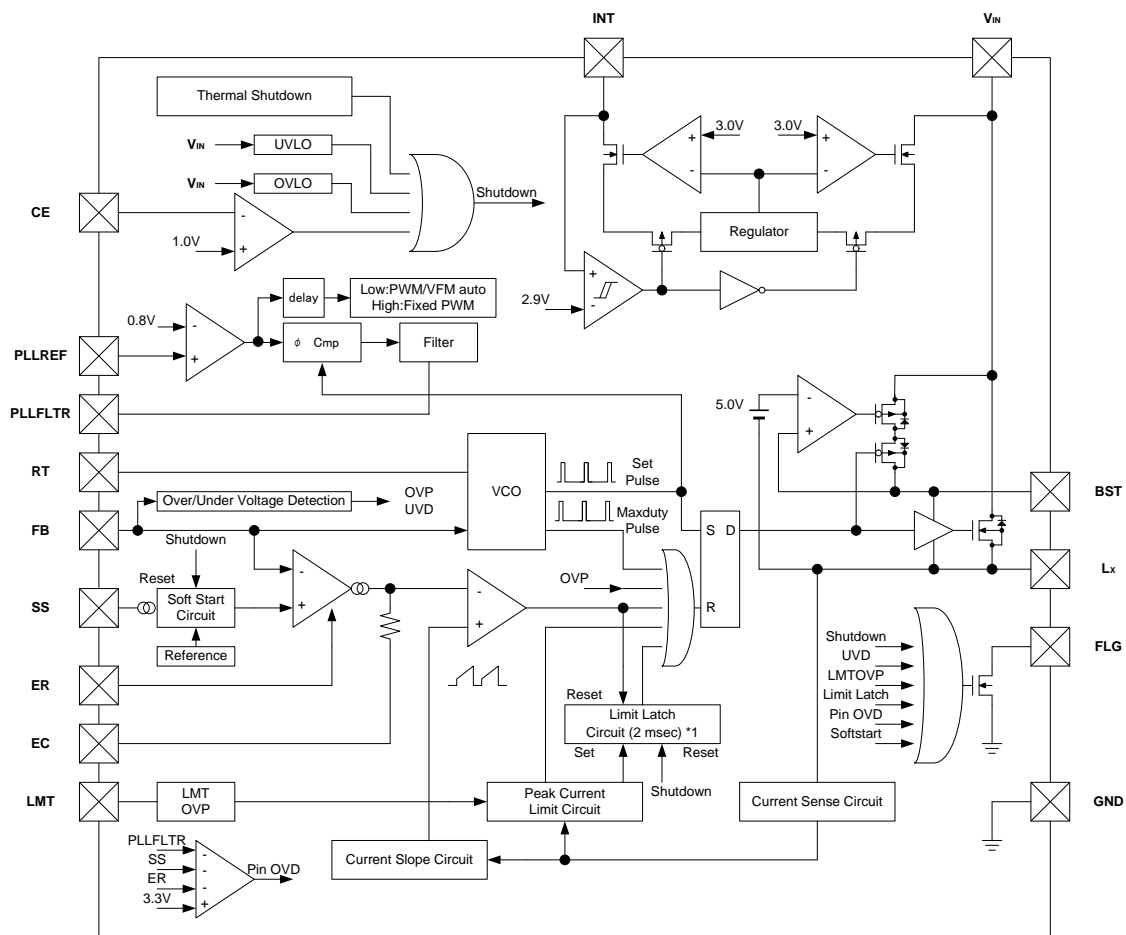 INT
VIN
Thermal Shutdown
VIN
UVLO
VIN
OVLO
Shutdown
CE
-
+
1.0V
3.0V
3.0V
+
-
+
-
Regulator
+
-
2.9V
delay
Low:PWM/VFM auto
High:Fixed PWM
0.8V
-
+
PLLREF
φ Cmp
Filter
PLLFLTR
5.0V
-
+
RT
VCO
Set
Pulse
BST
FB
Over/Under Voltage Detection
OVP
UVD
Maxduty
Pulse
S D
R
Shutdown
Reset
SS
Soft Start
Circuit
-
+
-
+
OVP
Lx
Reference
FLG
Shutdown
UVD
LMTOVP
Limit Latch
Pin OVD
Softstart
ER
Reset
Limit Latch
Circuit (2 msec) *1
EC
Set
Reset
Shutdown
LMT
LMT
OVP
Peak Current
Limit Circuit
Current Sense Circuit
GND
Current Slope Circuit
PLLFLTR
SS
ER
3.3V
-
-
-
+
Pin OVD